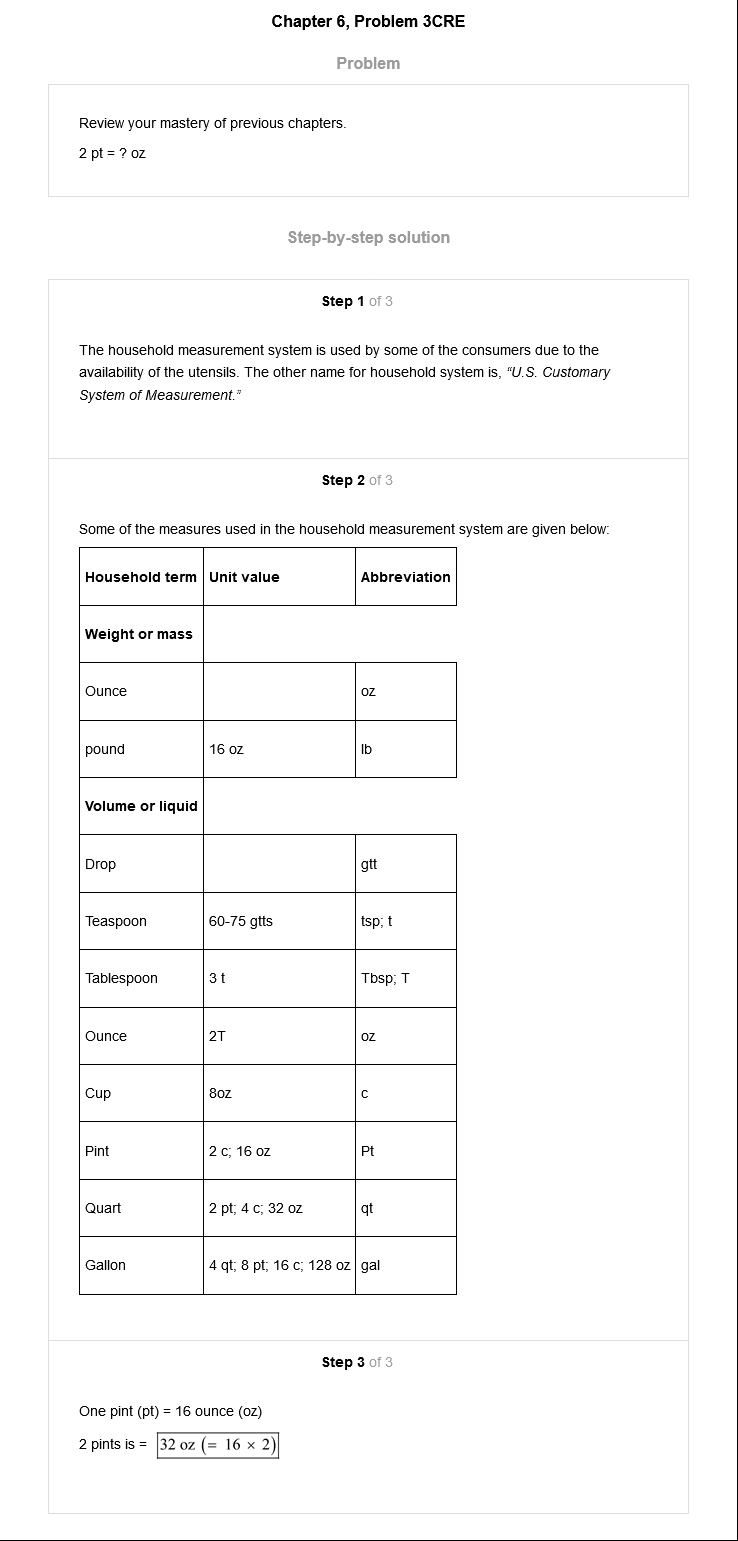 Chapter 6, Problem 3CRE
Problem
Review your mastery of previous chapters.
2 pt = ? oz
Step-by-step solution
Step 1 of 3
The household measurement system is used by some of the consumers due to the
availability of the utensils. The other name for household system is, “U.S. Customary
System of Measurement.”
Step 2 of 3
Some of the measures used in the household measurement system are given below:
Household term Unit value Abbreviation
Weight or mass
Ounce oz
pound 16 oz lb
Volume or liquid
Drop gtt
Teaspoon 60-75 gtts tsp; t
Tablespoon 3 t Tbsp; T
Ounce 2T oz
Cup 8oz c
Pint 2 c; 16 oz Pt
Quart 2 pt; 4 c; 32 oz qt
Gallon 4 qt; 8 pt; 16 c; 128 oz gal
Step 3 of 3
One pint (pt) = 16 ounce (oz)
2 pints is = 32 oz (= 16 × 2)